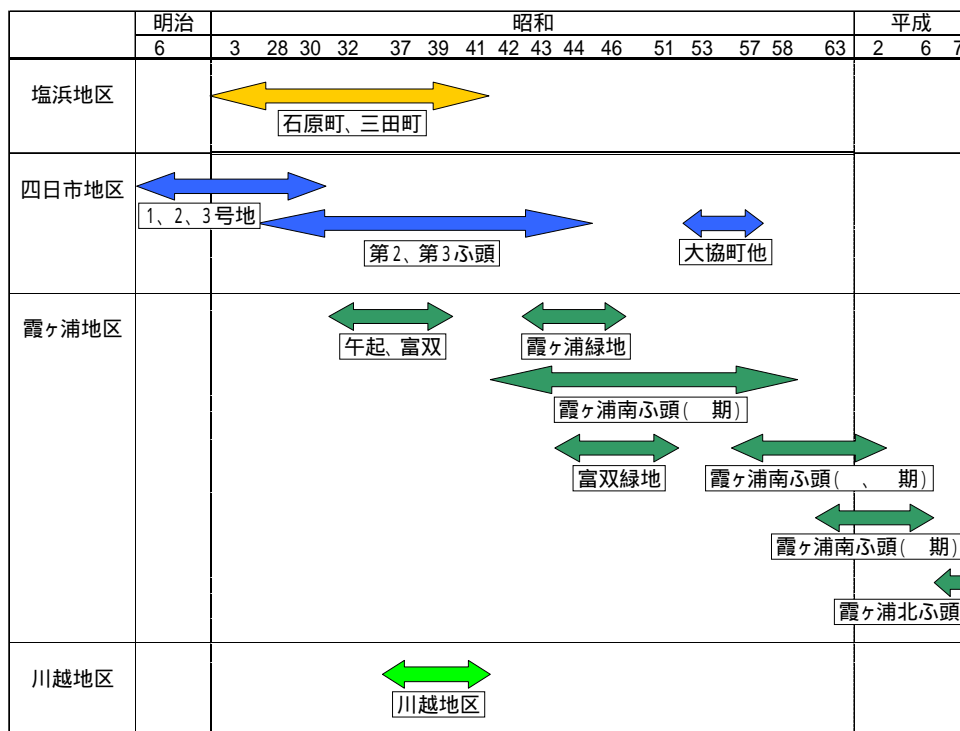 明治 昭和 平成
6 3 28 30 32 37 39 41 42 43 44 46 51 53 57 58 63 2 6 7
塩浜地区
石原町、三田町
四日市地区
1、2、3号地
第2、第3ふ頭
大協町他
霞ヶ浦地区
午起、富双
霞ヶ浦緑地
霞ヶ浦南ふ頭(　期)
富双緑地
霞ヶ浦南ふ頭(　、　期)
霞ヶ浦南ふ頭(　期)
霞ヶ浦北ふ頭
川越地区
川越地区